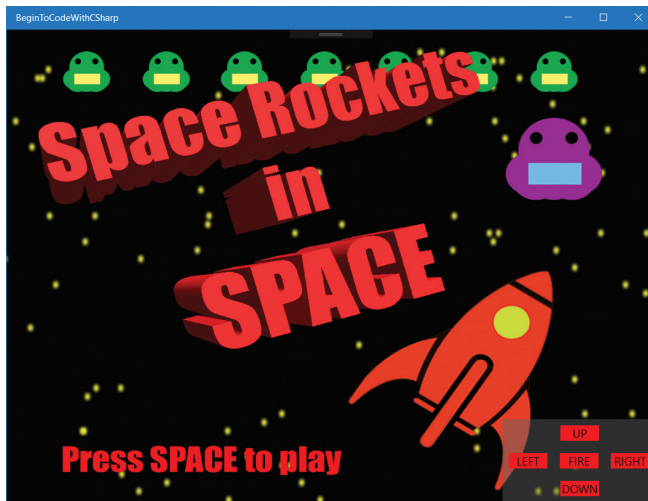 BeginToCodeWithCSharp
Space Rockets
in
SPACE
Press SPACE to play
UP
LEFT FIRE RIGHT
DOWN